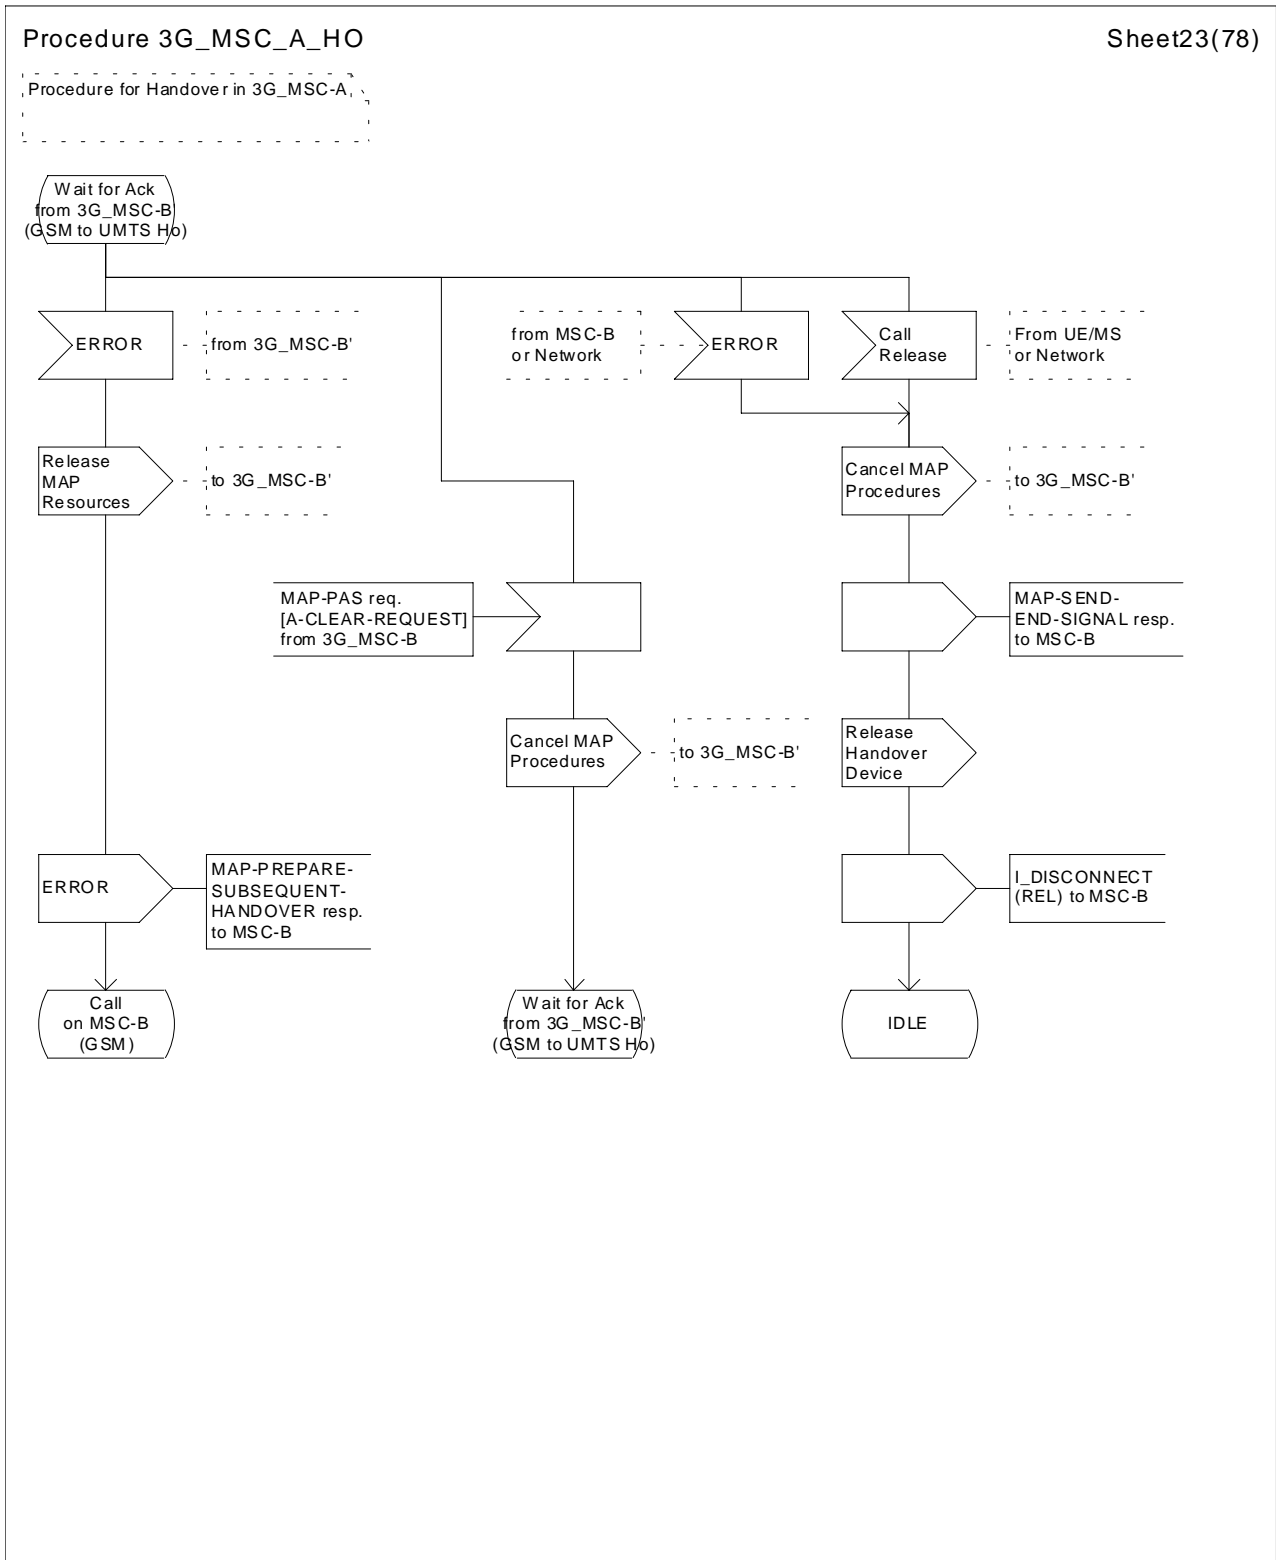 Procedure 3G_MSC_A_HO
Sheet23(78)
Procedure for Handover in 3G_MSC-A
Wait for Ack
from 3G_MSC-B'
(GSM to UMTS Ho)
ERROR
from 3G_MSC-B'
from MSC-B
or Network
ERROR
Call
Release
From UE/MS
or Network
Release
MAP
Resources
to 3G_MSC-B'
Cancel MAP
Procedures
to 3G_MSC-B'
MAP-PAS req.
[A-CLEAR-REQUEST]
from 3G_MSC-B
MAP-SEND-
END-SIGNAL resp.
to MSC-B
Cancel MAP
Procedures
to 3G_MSC-B'
Release
Handover
Device
ERROR
MAP-PREPARE-
SUBSEQUENT-
HANDOVER resp.
to MSC-B
I_DISCONNECT
(REL) to MSC-B
Call
on MSC-B
(GSM)
Wait for Ack
from 3G_MSC-B'
(GSM to UMTS Ho)
IDLE